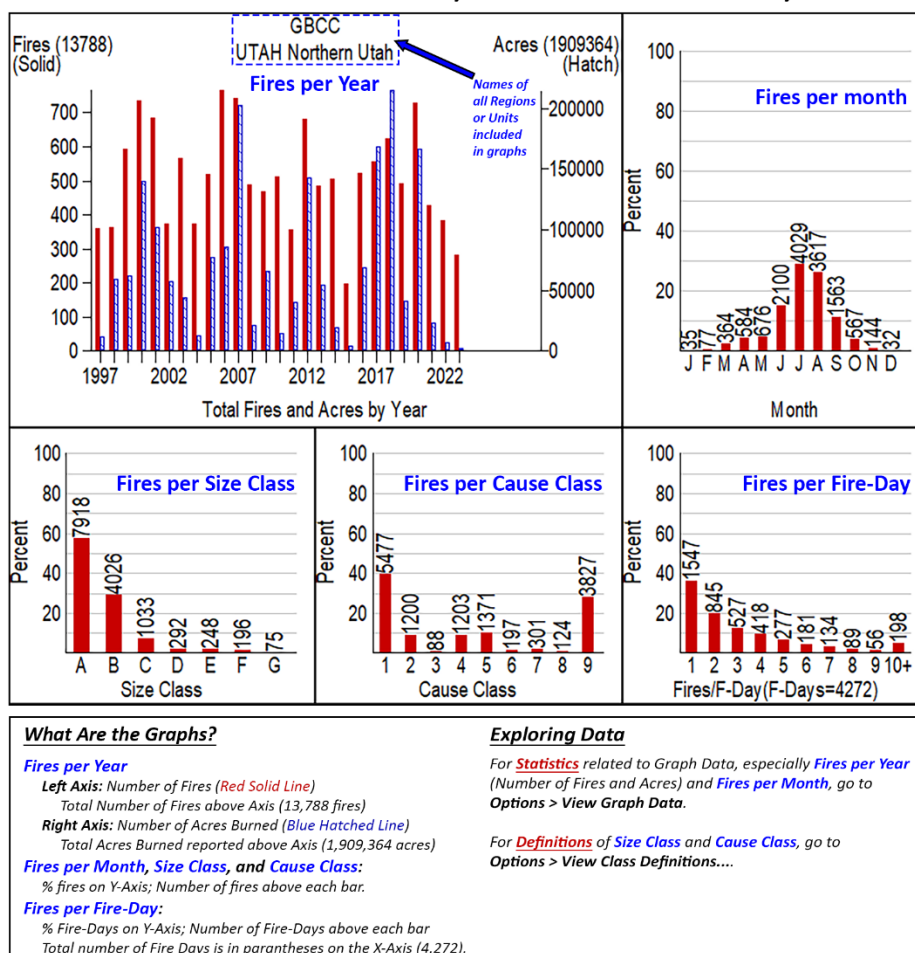 GBCC
UTAH Northern Utah
Fires (13788)
(Solid)
Acres (1909364)
(Hatch)
Fires per Year
Names of
all Regions
or Units
included
in graphs
700
600
500
400
300
200
100
0
200000
150000
100000
50000
0
1997 2002 2007 2012 2017 2022
Total Fires and Acres by Year
Fires per month
Percent
100
80
60
40
20
35 77 364 584 676 2100 4029 3617 1563 567 144 32
J F M A M J J A S O N D
Month
Fires per Size Class
Percent
100
80
60
40
20
7918 4026 1033 292 248 196 75
A B C D E F G
Size Class
Fires per Cause Class
Percent
100
80
60
40
20
5477 1200 88 1203 1371 197 301 124 3827
1 2 3 4 5 6 7 8 9
Cause Class
Fires per Fire-Day
Percent
100
80
60
40
20
1547 845 527 418 277 181 134 89 56 198
1 2 3 4 5 6 7 8 9 10+
Fires/F-Day(F-Days=4272)
What Are the Graphs?
Fires per Year
Left Axis: Number of Fires (Red Solid Line)
Total Number of Fires above Axis (13,788 fires)
Right Axis: Number of Acres Burned (Blue Hatched Line)
Total Acres Burned reported above Axis (1,909,364 acres)
Fires per Month, Size Class, and Cause Class:
% fires on Y-Axis; Number of fires above each bar.
Fires per Fire-Day:
% Fire-Days on Y-Axis; Number of Fire-Days above each bar
Total number of Fire Days is in parantheses on the X-Axis (4,272).
Exploring Data
For Statistics related to Graph Data, especially Fires per Year
(Number of Fires and Acres) and Fires per Month, go to
Options > View Graph Data.
For Definitions of Size Class and Cause Class, go to
Options > View Class Definitions....